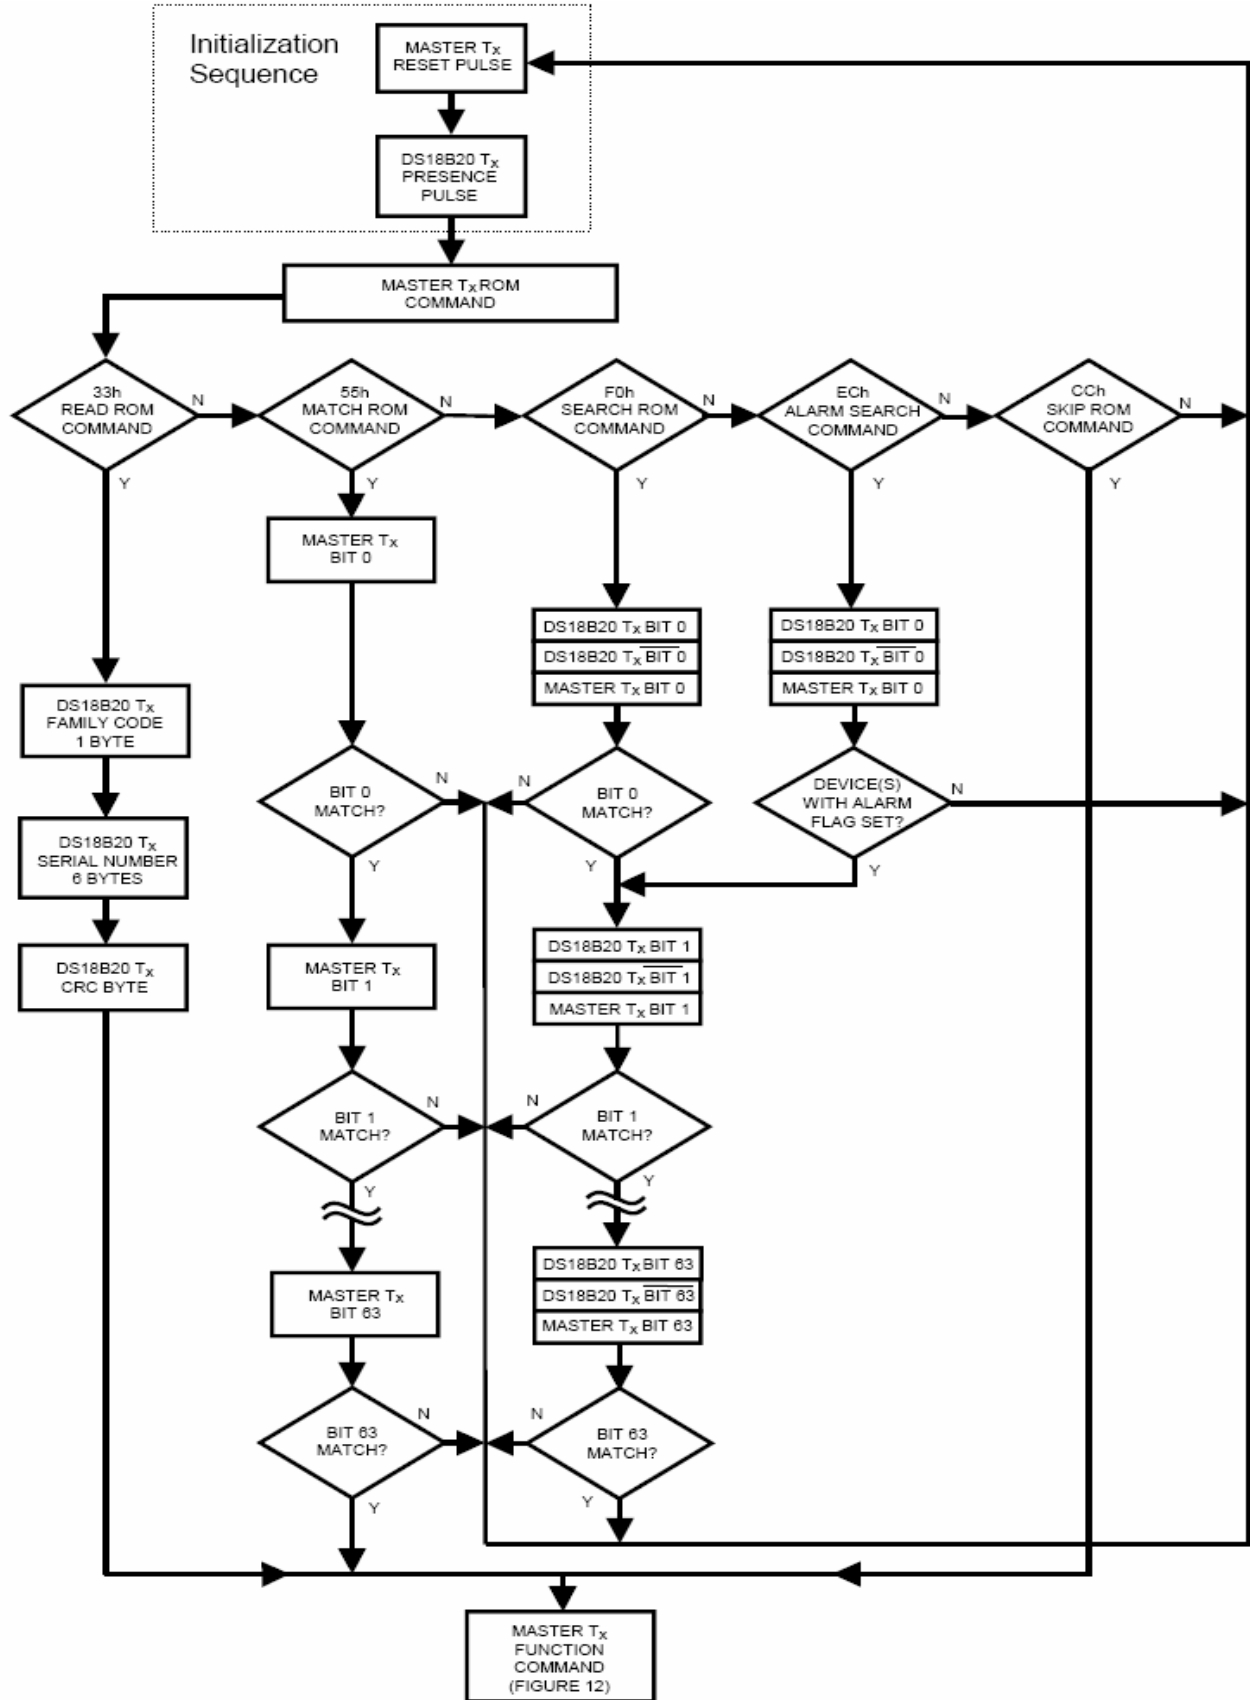 Initialization
Sequence
MASTER Tx
RESET PULSE
DS18B20 Tx
PRESENCE
PULSE
MASTER Tx ROM
COMMAND
33h
READ ROM
COMMAND
N
Y
55h
MATCH ROM
COMMAND
N
Y
F0h
SEARCH ROM
COMMAND
N
Y
ECh
ALARM SEARCH
COMMAND
N
Y
CCh
SKIP ROM
COMMAND
N
Y
MASTER Tx
BIT 0
DS18B20 Tx BIT 0
DS18B20 Tx BIT 0
MASTER Tx BIT 0
DS18B20 Tx BIT 0
DS18B20 Tx BIT 0
MASTER Tx BIT 0
DS18B20 Tx
FAMILY CODE
1 BYTE
BIT 0
MATCH?
N
Y
N
BIT 0
MATCH?
Y
DEVICE(S)
WITH ALARM
FLAG SET?
N
Y
DS18B20 Tx
SERIAL NUMBER
6 BYTES
DS18B20 Tx
CRC BYTE
MASTER Tx
BIT 1
DS18B20 Tx BIT 1
DS18B20 Tx BIT 1
MASTER Tx BIT 1
BIT 1
MATCH?
N
Y
N
BIT 1
MATCH?
Y
MASTER Tx
BIT 63
DS18B20 Tx BIT 63
DS18B20 Tx BIT 63
MASTER Tx BIT 63
BIT 63
MATCH?
N
Y
N
BIT 63
MATCH?
Y
MASTER Tx
FUNCTION
COMMAND
(FIGURE 12)